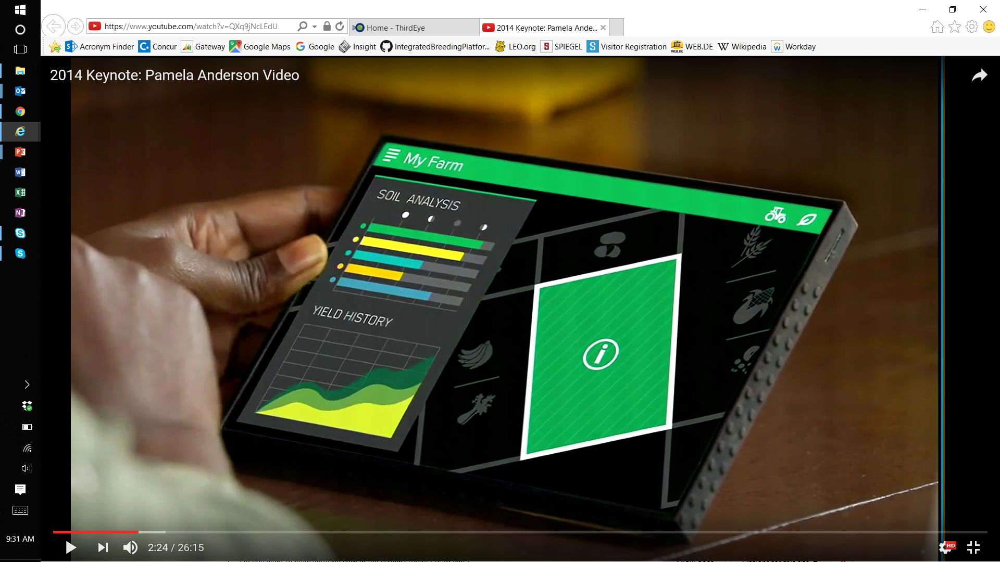 https://www.youtube.com/watch?v=QXq9jNcLEdU
Home - ThirdEye
2014 Keynote: Pamela Ande...
Acronym Finder
Concur
Gateway
Google Maps
Google
Insight
IntegratedBreedingPlatfor...
LEO.org
SPIEGEL
Visitor Registration
WEB.DE
WEB.DE
Wikipedia
Workday
2014 Keynote: Pamela Anderson Video
My Farm
SOIL ANALYSIS
YIELD HISTORY
i
9:31 AM
2:24 / 26:15
HD